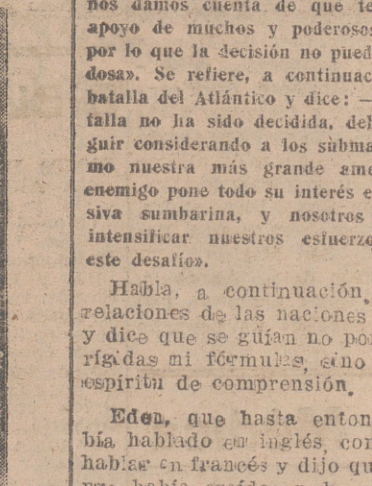 nos damos cuenta de que te
apoyo de muchos y poderosos
por lo que la decisión no pued
dosa». Se refiere, a continuac
batalla del Atlántico y dice: —
talla no ha sido decidida, del
guir considerando a los subma
mo nuestra más grande ame
enemigo pone todo su interés e
siva sumbarina, y nosotros
intensificar nuestros esfuerzo
este desafío».
Habla, a continuación,
relaciones de las naciones
y dice que se guían no por
rígidas ni fórmulas, sino
espíritu de comprensión.
Eden, que hasta enton
bía hablado en inglés, con
hablar en francés y dijo qu